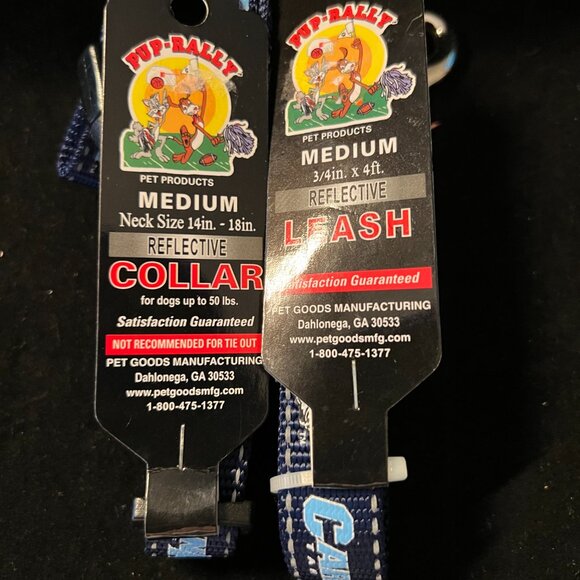 PUP-RALLY
PET PRODUCTS
MEDIUM
Neck Size 14in. - 18in.
REFLECTIVE
COLLAR
for dogs up to 50 lbs.
Satisfaction Guaranteed
NOT RECOMMENDED FOR TIE OUT
PET GOODS MANUFACTURING
Dahlonega, GA 30533
www.petgoodsmfg.com
1-800-475-1377
PUP-RALLY
PET PRODUCTS
MEDIUM
3/4in. x 4ft.
REFLECTIVE
LEASH
Satisfaction Guaranteed
PET GOODS MANUFACTURING
Dahlonega, GA 30533
www.petgoodsmfg.com
1-800-475-1377
CAR